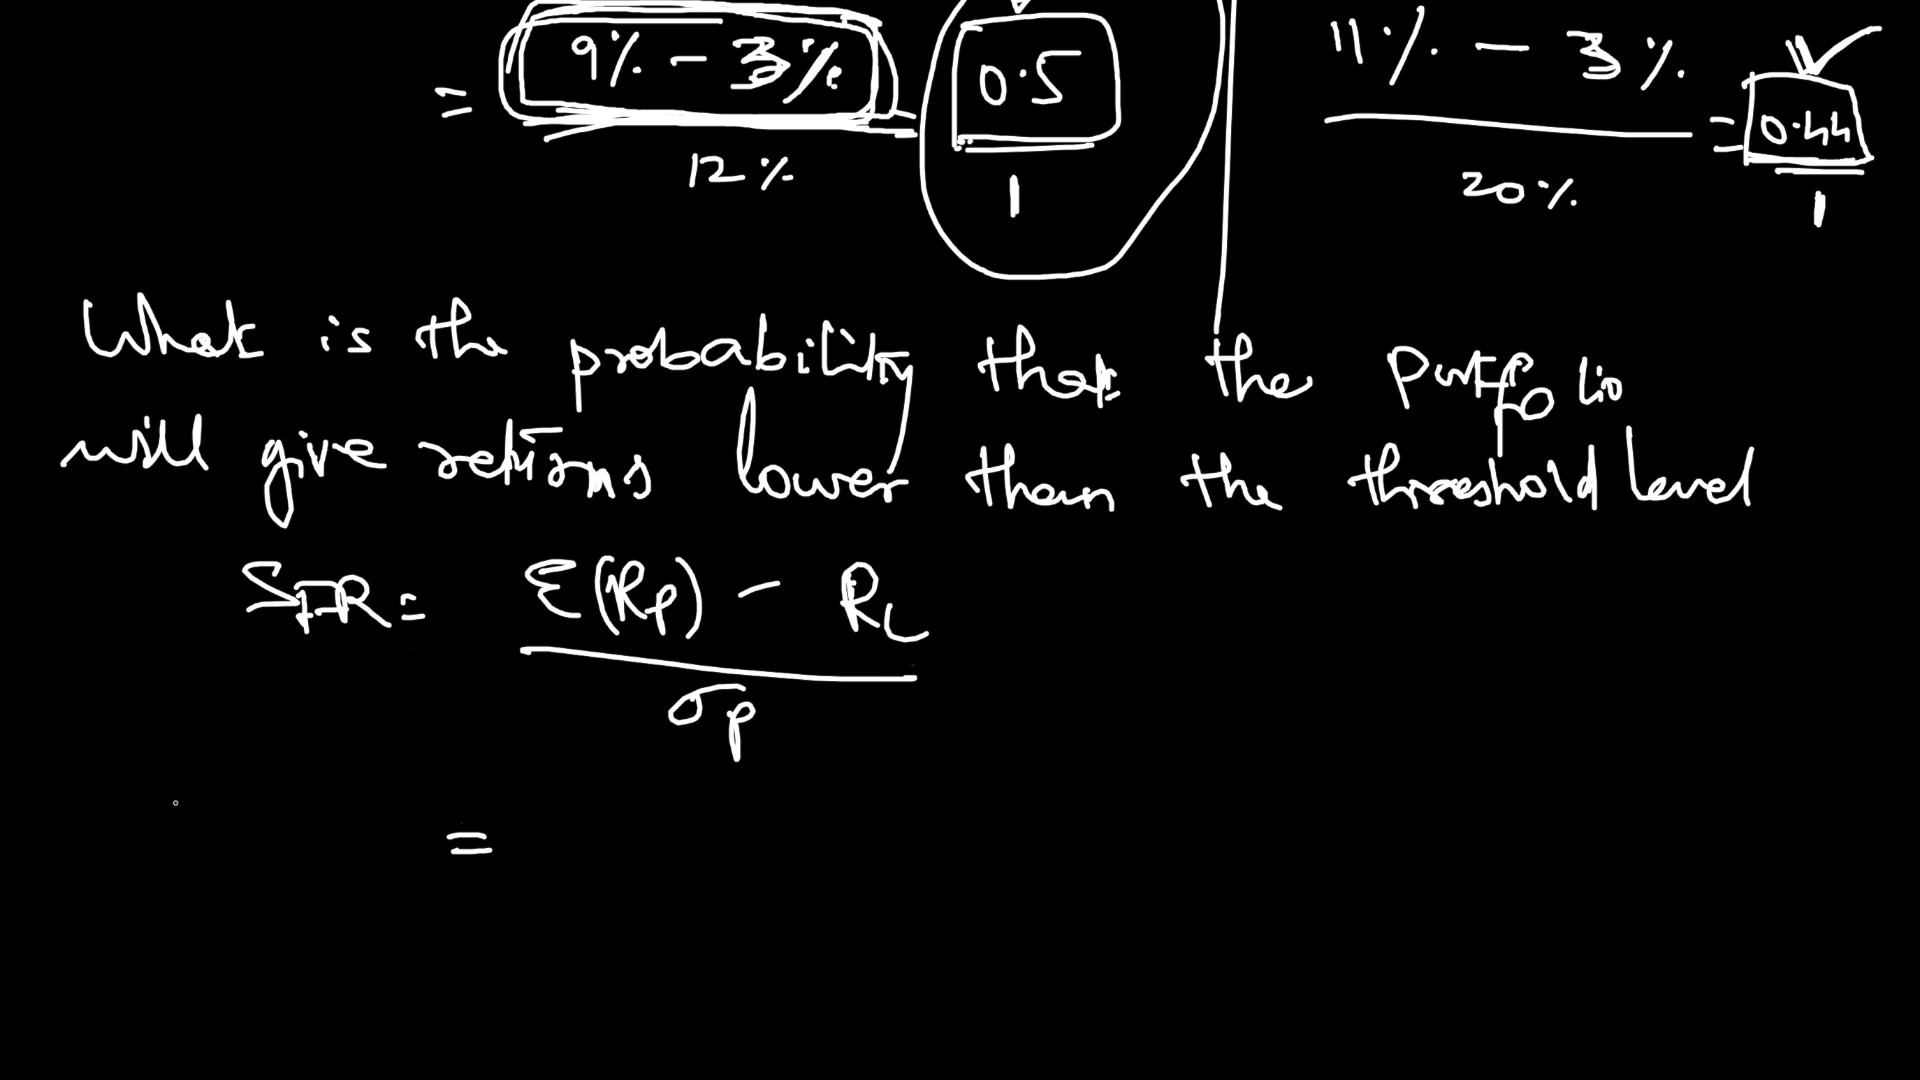 = 9% - 3% / 12% = 0.5 / 1
11% - 3% / 20% = 0.44 / 1
What is the probability that the portfolio
will give returns lower than the threshold level
SFR = E(Rp) - RL / σp
=